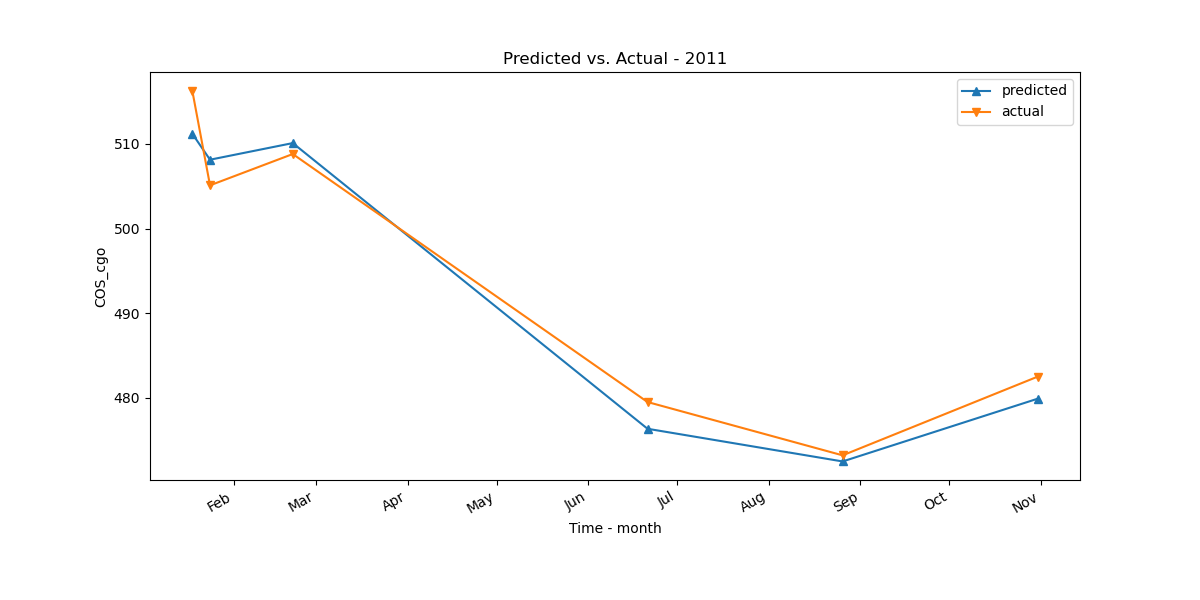 Predicted vs. Actual - 2011
predicted
actual
510
500
490
480
COS_cgo
Feb
Mar
Apr
May
Jun
Jul
Aug
Sep
Oct
Nov
Time - month